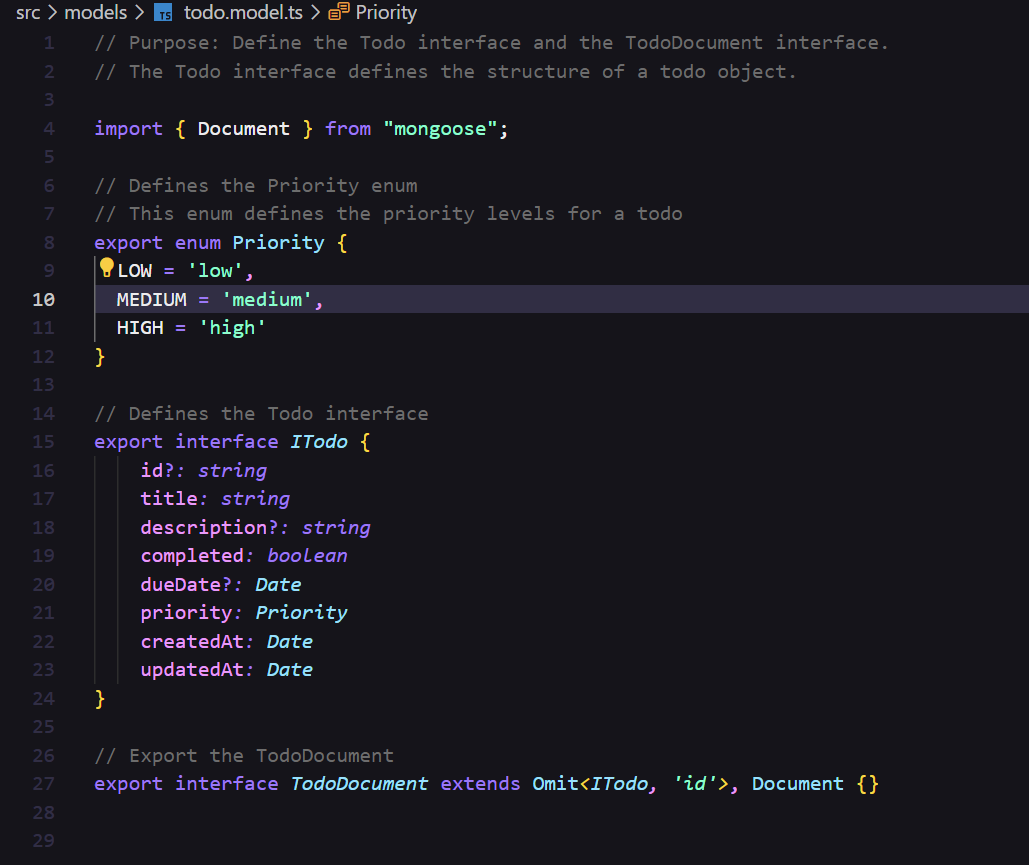 src > models > TS todo.model.ts > Priority
1 // Purpose: Define the Todo interface and the TodoDocument interface.
2 // The Todo interface defines the structure of a todo object.
3
4 import { Document } from "mongoose";
5
6 // Defines the Priority enum
7 // This enum defines the priority levels for a todo
8 export enum Priority {
9   LOW = 'low',
10   MEDIUM = 'medium',
11   HIGH = 'high'
12 }
13
14 // Defines the Todo interface
15 export interface ITodo {
16     id?: string
17     title: string
18     description?: string
19     completed: boolean
20     dueDate?: Date
21     priority: Priority
22     createdAt: Date
23     updatedAt: Date
24 }
25
26 // Export the TodoDocument
27 export interface TodoDocument extends Omit<ITodo, 'id'>, Document {}
28
29